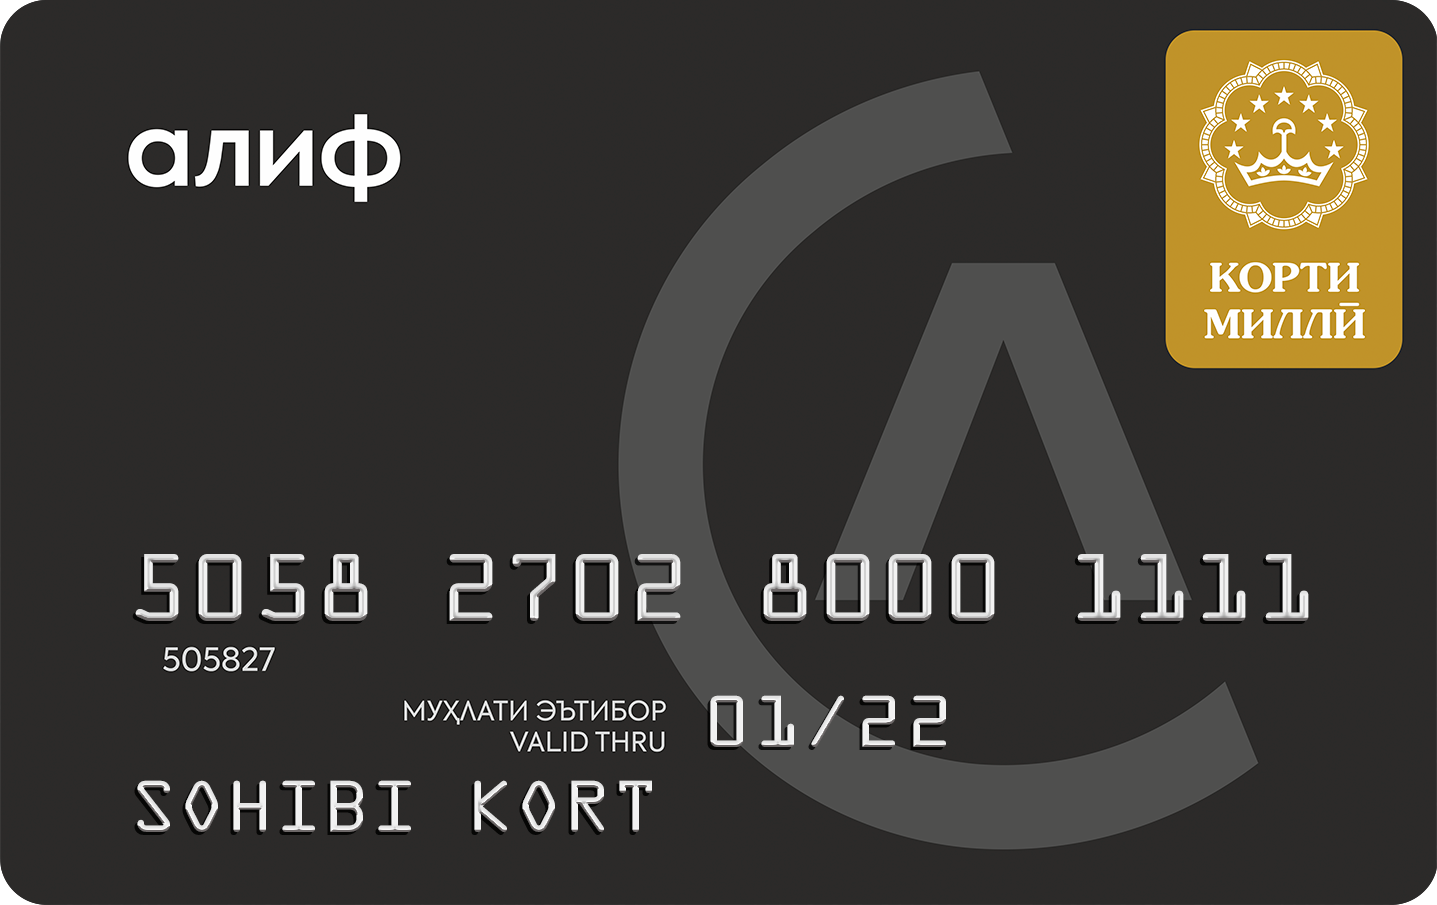 алиф
КОРТИ
МИЛЛӢ
5058 2702 8000 1111
505827
МУҲЛАТИ ЭЪТИБОР
VALID THRU
01/22
SOHIBI KORT